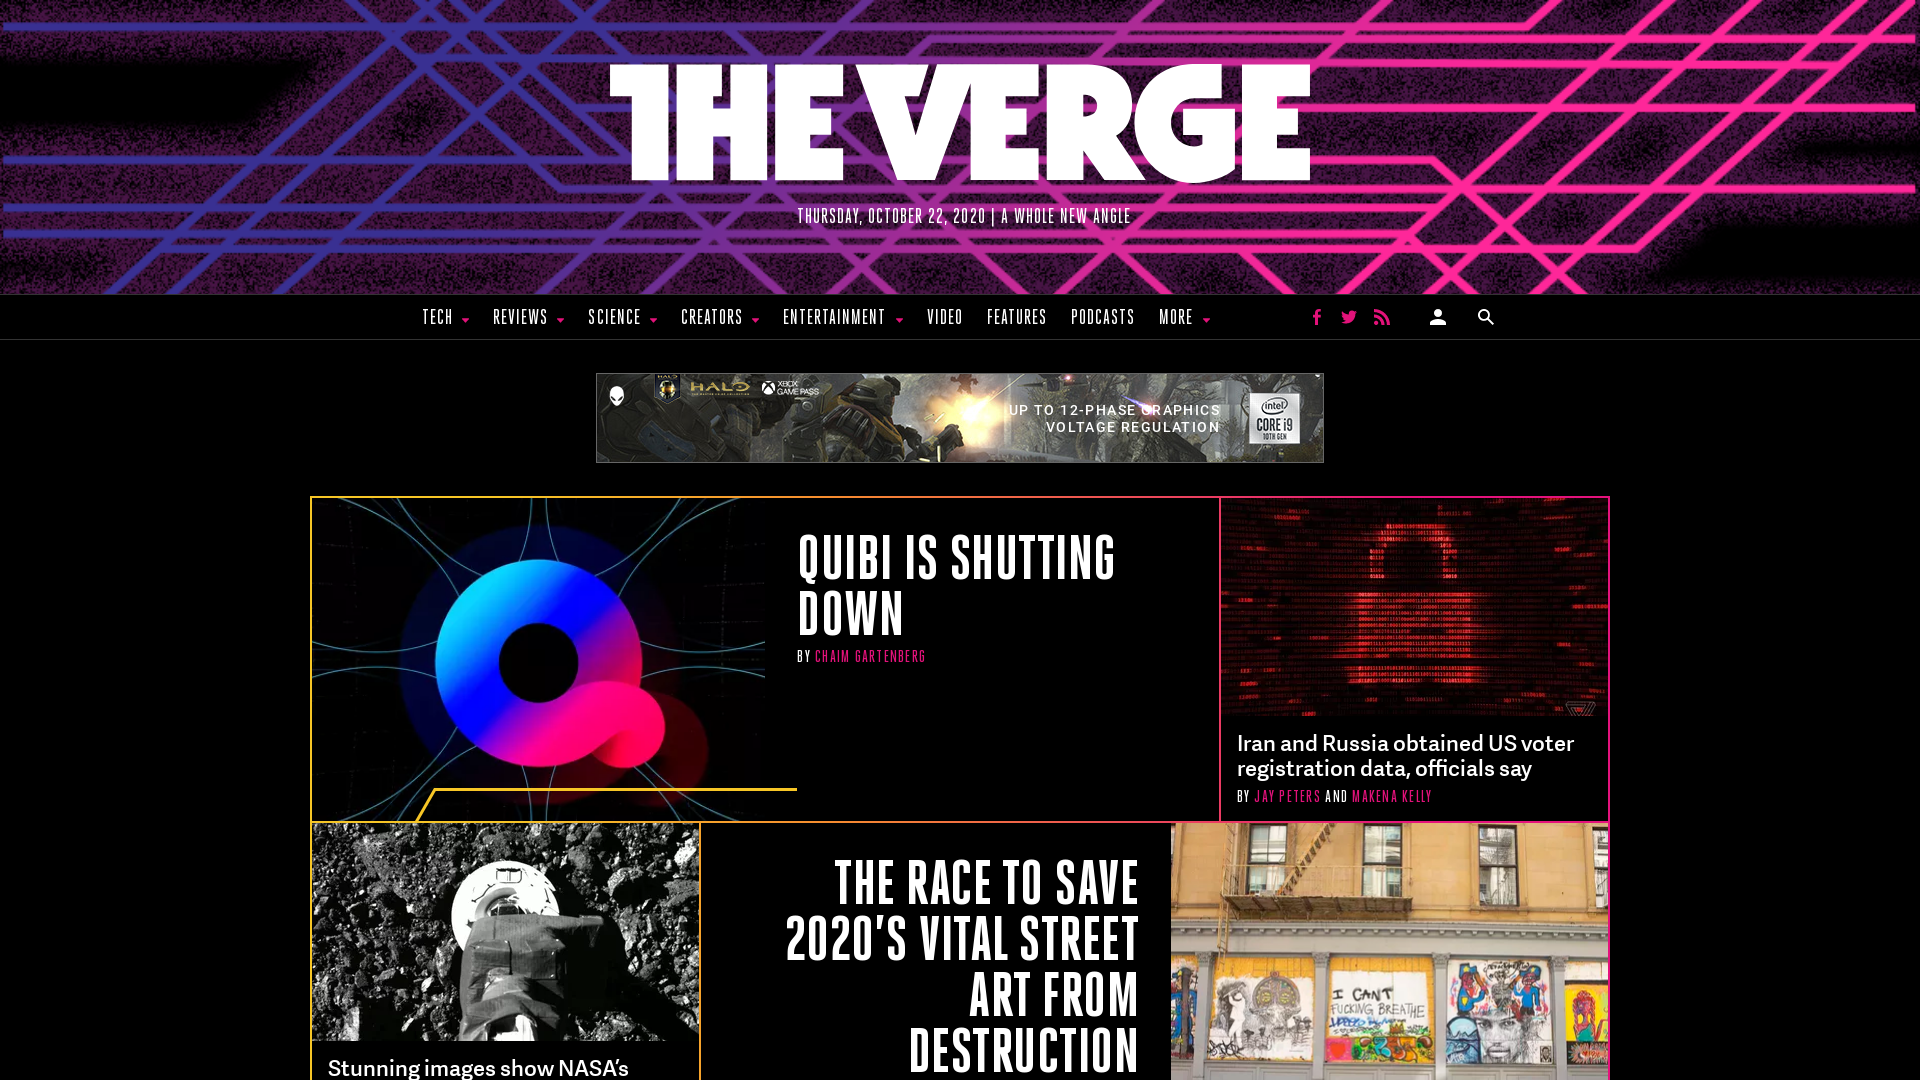 THE VERGE
THURSDAY, OCTOBER 22, 2020 | A WHOLE NEW ANGLE
TECH REVIEWS SCIENCE CREATORS ENTERTAINMENT VIDEO FEATURES PODCASTS MORE
HALO XBOX GAME PASS
UP TO 12-PHASE GRAPHICS
VOLTAGE REGULATION
intel
CORE i9
10TH GEN
QUIBI IS SHUTTING
DOWN
BY CHAIM GARTENBERG
Iran and Russia obtained US voter
registration data, officials say
BY JAY PETERS AND MAKENA KELLY
THE RACE TO SAVE
2020'S VITAL STREET
ART FROM
DESTRUCTION
I CANT
FUCKING BREATHE
Stunning images show NASA's